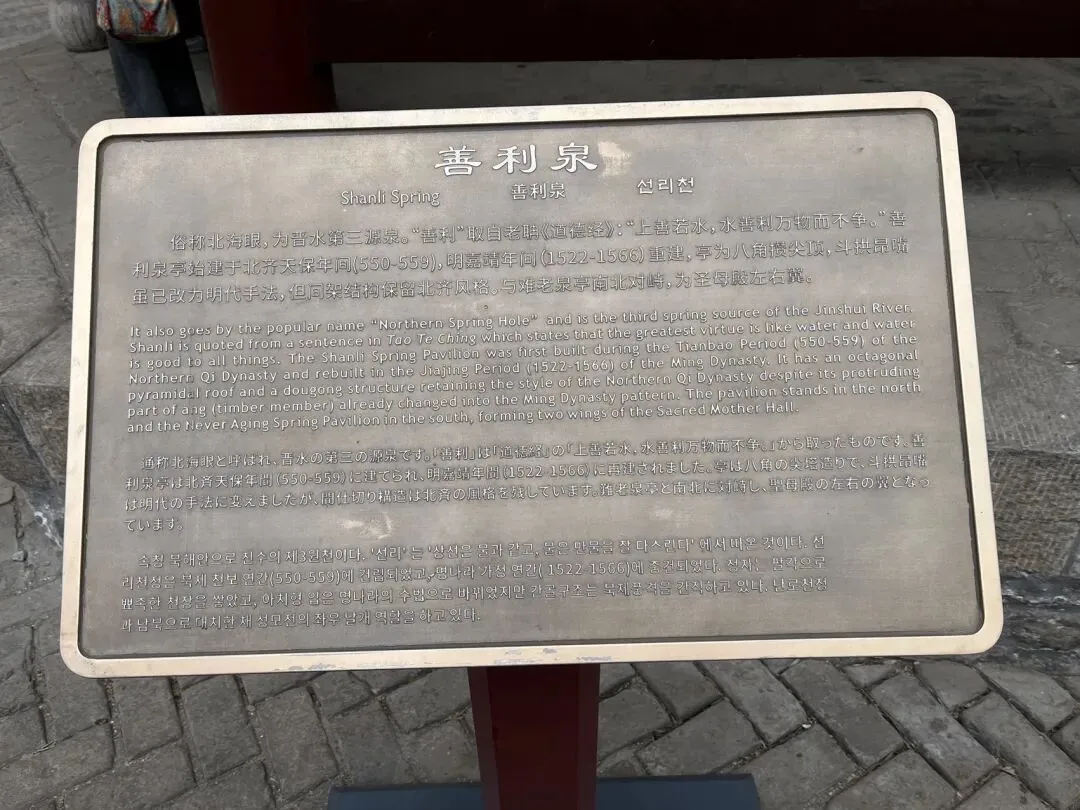 善利泉
Shanli Spring 善利泉 선리천
俗称北海眼，为晋水第三源泉。“善利”取自老聃《道德经》：“上善若水，水善利万物而不争。”善
利泉亭始建于北齐天保年间(550-559)，明嘉靖年间(1522-1566)重建，亭为八角攒尖顶，斗拱昂嘴
虽已改为明代手法，但间架结构保留北齐风格。与难老泉亭南北对峙，为圣母殿左右翼。
It also goes by the popular name "Northern Spring Hole" and is the third spring source of the Jinshui River.
Shanli is quoted from a sentence in Tao Te Ching which states that the greatest virtue is like water and water
is good to all things. The Shanli Spring Pavilion was first built during the Tianbao Period (550-559) of the
Northern Qi Dynasty and rebuilt in the Jiajing Period (1522-1566) of the Ming Dynasty. It has an octagonal
pyramidal roof and a dougong structure retaining the style of the Northern Qi Dynasty despite its protruding
part of ang (timber member) already changed into the Ming Dynasty pattern. The pavilion stands in the north
and the Never Aging Spring Pavilion in the south, forming two wings of the Sacred Mother Hall.
通称北海眼と呼ばれ、晋水の第三の源泉です。「善利」は「道德経」の「上善若水，水善利万物而不争。」から取ったものです。善
利泉亭は北斉天保年間(550-559)に建てられ、明嘉靖年間(1522-1566)に再建されました。亭は八角の尖塔造りで、斗拱昂嘴
は明代の手法に変えましたが、間仕切り構造は北斉の風格を残しています。難老泉亭と南北に対峙し、聖母殿の左右の翼となっ
ています。
속칭 북해안으로 진수의 제3원천이다. '선리' 는 '상선은 물과 같고, 물은 만물을 잘 다스린다' 에서 따온 것이다. 선
리천정은 북제 천보 연간(550-559)에 건립되었고, 명나라 가정 연간(1522-1566)에 중건되었다. 정자는 팔각으로
뾰족한 천장을 쌓았고, 아치형 입은 명나라의 수법으로 바뀌었지만 간골구조는 북제풍격을 간직하고 있다. 난로천정
과 남북으로 대치한 채 성모전의 좌우 날개 역할을 하고 있다.